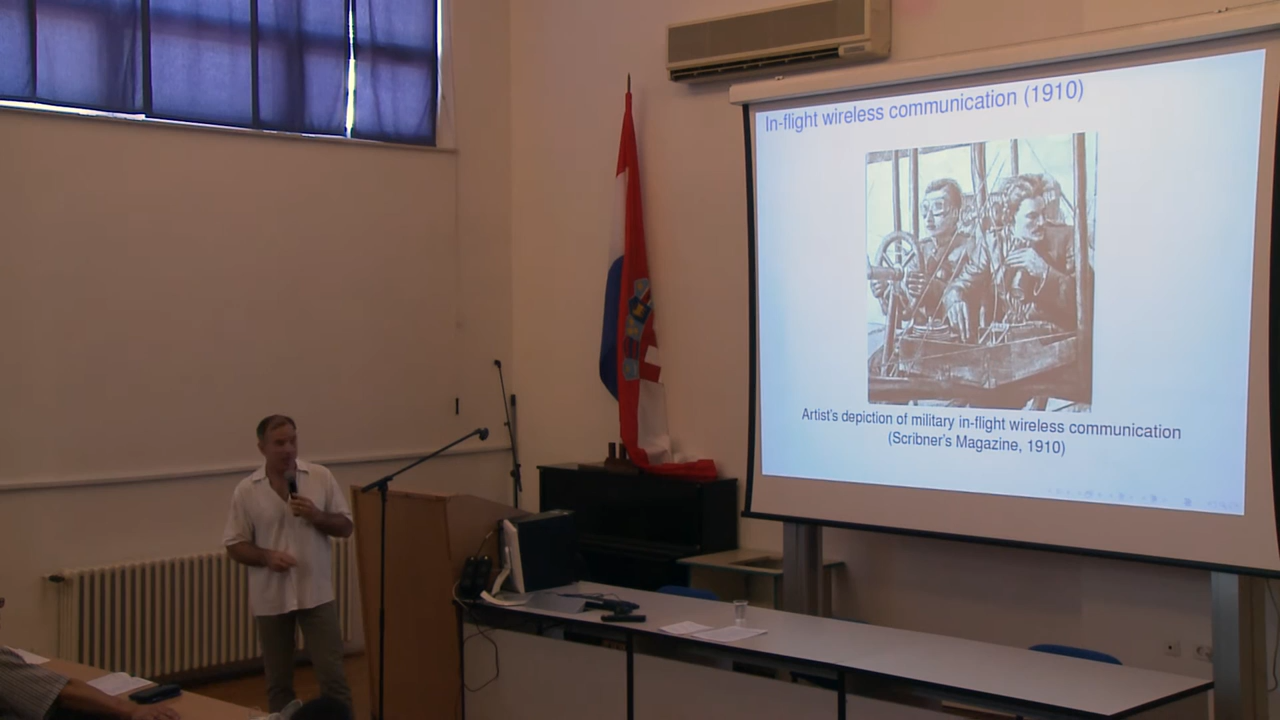 In-flight wireless communication (1910)
Artist's depiction of military in-flight wireless communication
(Scribner's Magazine, 1910)